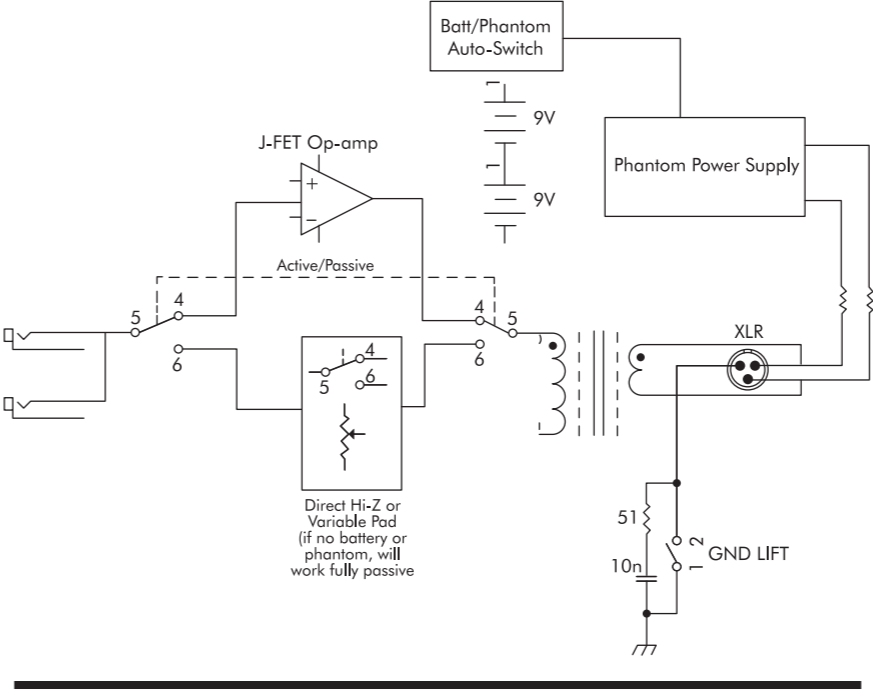 Batt/Phantom
Auto-Switch
1
9V
1
9V
Phantom Power Supply
J-FET Op-amp
+
−
Active/Passive
5
4
6
4
5
6
4
5
6
XLR
Direct Hi-Z or
Variable Pad
(if no battery or
phantom, will
work fully passive
51
10n
2
1
GND LIFT